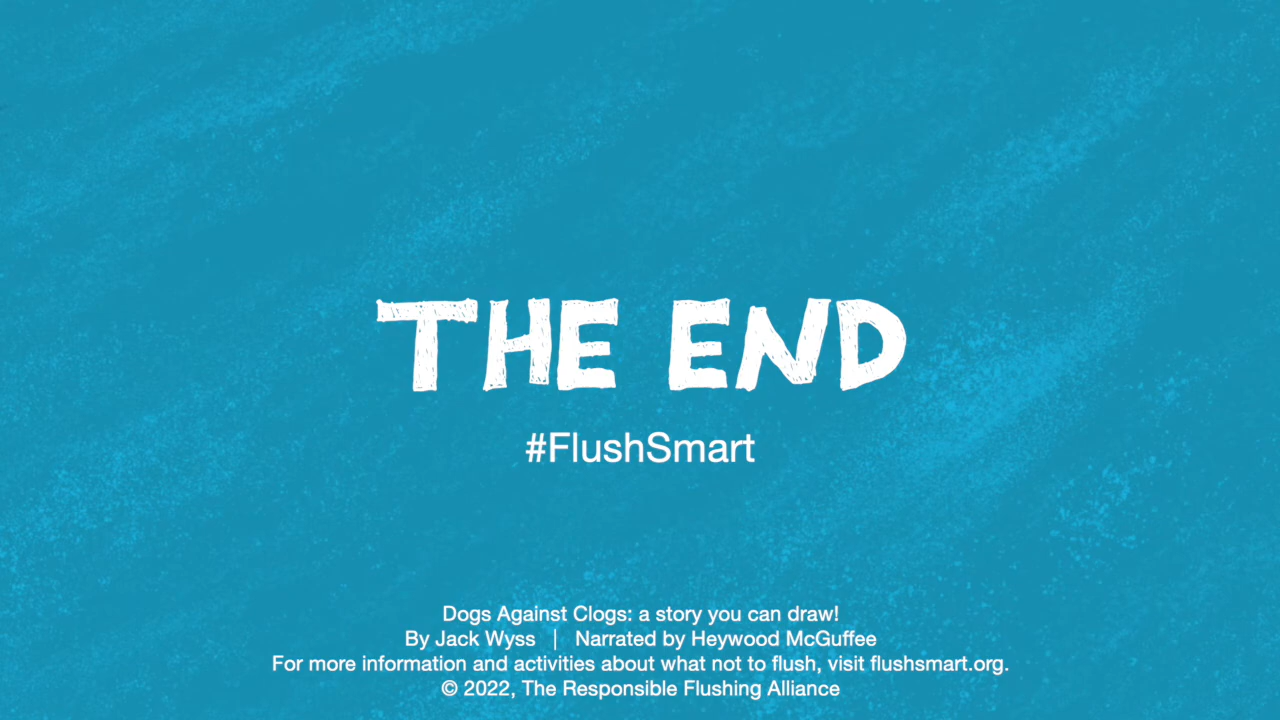 THE END
#FlushSmart
Dogs Against Clogs: a story you can draw!
By Jack Wyss | Narrated by Heywood McGuffee
For more information and activities about what not to flush, visit flushsmart.org.
© 2022, The Responsible Flushing Alliance